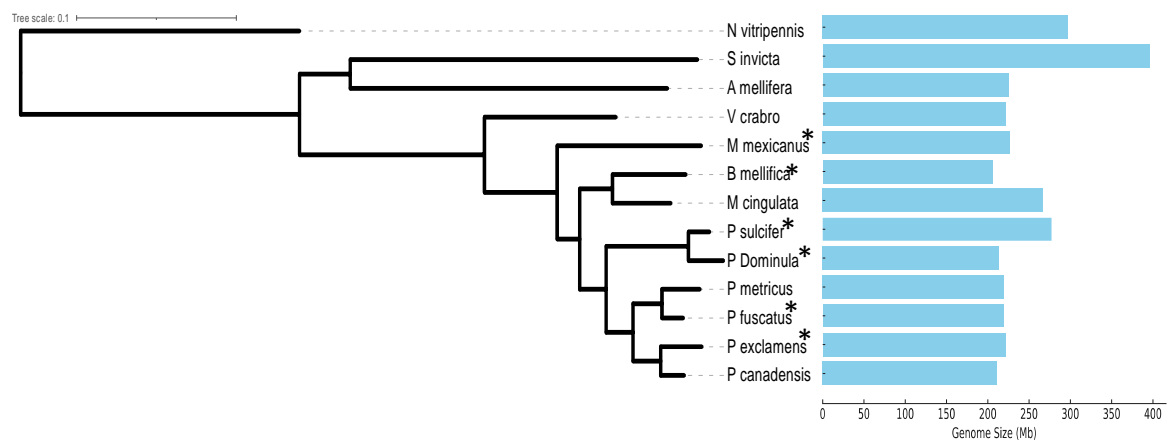 Tree scale: 0.1
N vitripennis
S invicta
A mellifera
V crabro
M mexicanus*
B mellifica*
M cingulata
P sulcifer*
P Dominula*
P metricus
P fuscatus*
P exclamens*
P canadensis
0 50 100 150 200 250 300 350 400
Genome Size (Mb)